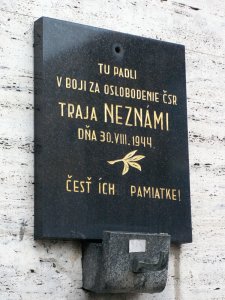 TU PADLI
V BOJI ZA OSLOBODENIE ČSR
TRAJA NEZNÁMI
DŇA 30. VIII. 1944.
ČESŤ ICH PAMIATKE!